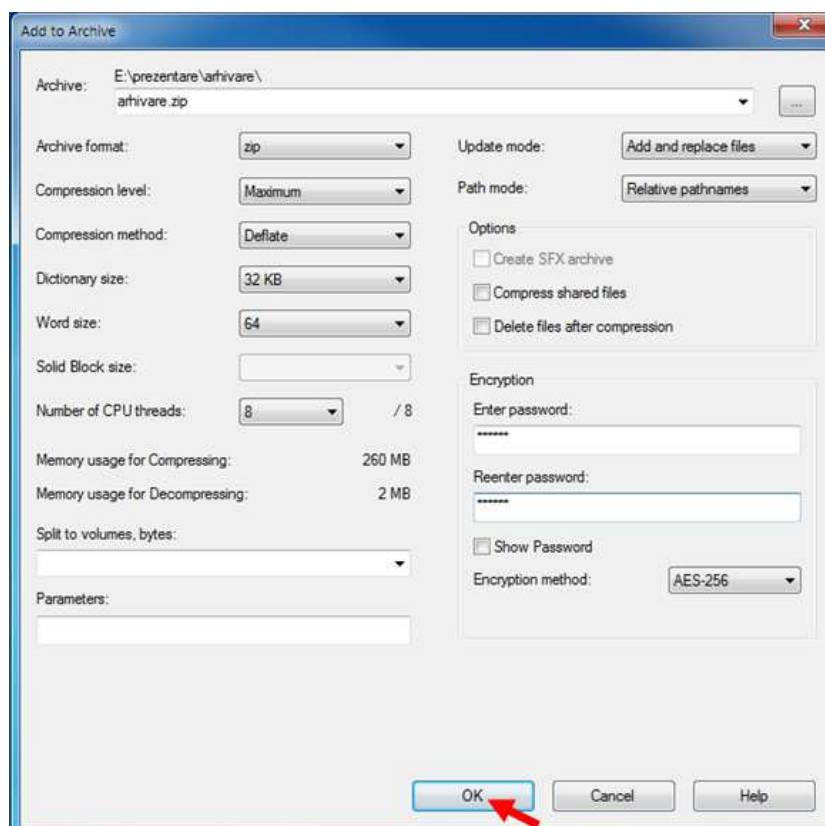 Add to Archive
Archive:
E:\prezentare\arhivare\
arhivare.zip
...
Archive format:
zip
Compression level:
Maximum
Compression method:
Deflate
Dictionary size:
32 KB
Word size:
64
Solid Block size:
Number of CPU threads:
8
/ 8
Memory usage for Compressing:
260 MB
Memory usage for Decompressing:
2 MB
Split to volumes, bytes:
Parameters:
Update mode:
Add and replace files
Path mode:
Relative pathnames
Options
Create SFX archive
Compress shared files
Delete files after compression
Encryption
Enter password:
******
Reenter password:
******
Show Password
Encryption method:
AES-256
OK
Cancel
Help